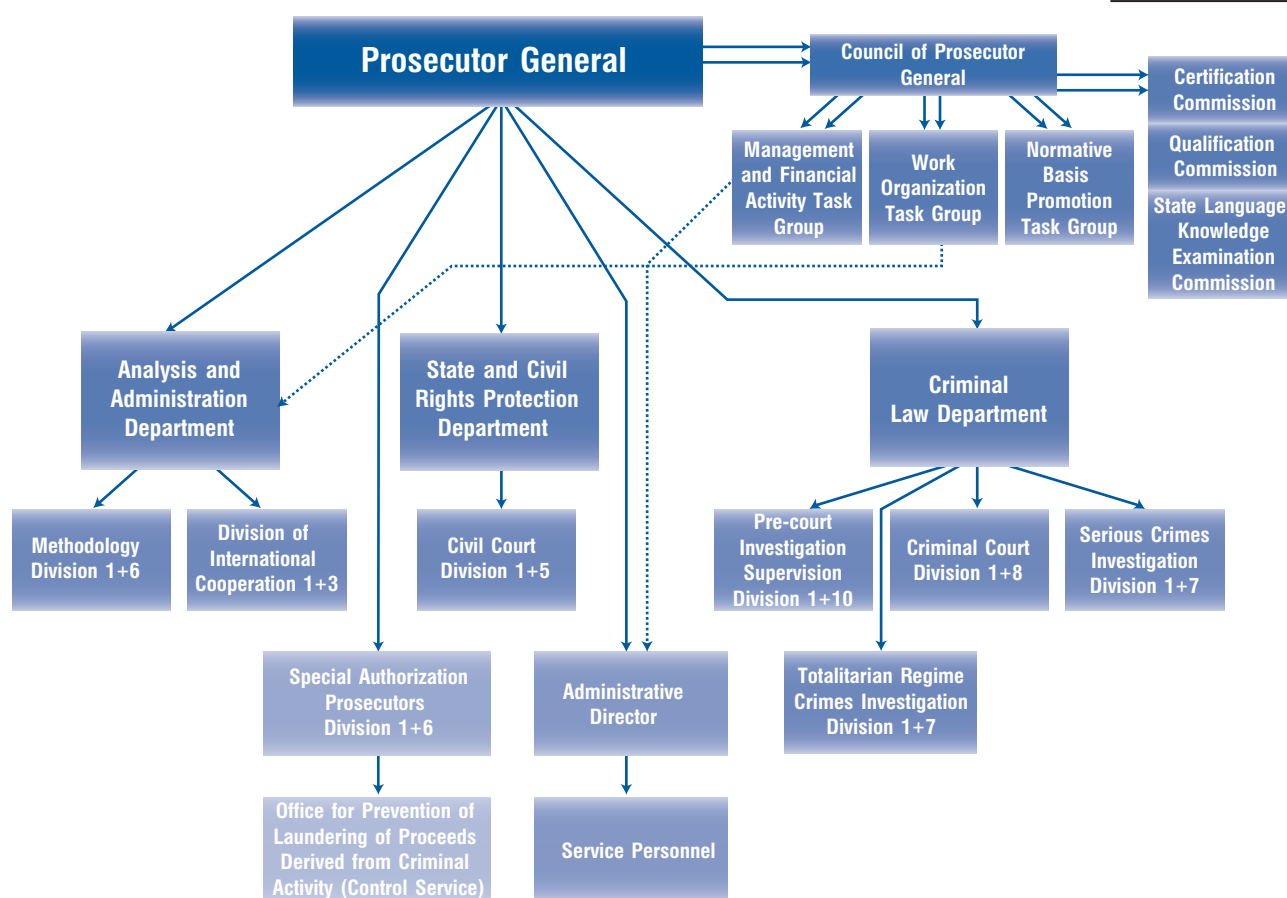 Prosecutor General
Council of Prosecutor
General
Certification
Commission
Qualification
Commission
State Language
Knowledge
Examination
Commission
Management
and Financial
Activity Task
Group
Work
Organization
Task Group
Normative
Basis
Promotion
Task Group
Analysis and
Administration
Department
State and Civil
Rights Protection
Department
Criminal
Law Department
Methodology
Division 1+6
Division of
International
Cooperation 1+3
Civil Court
Division 1+5
Pre-court
Investigation
Supervision
Division 1+10
Criminal Court
Division 1+8
Serious Crimes
Investigation
Division 1+7
Special Authorization
Prosecutors
Division 1+6
Administrative
Director
Totalitarian Regime
Crimes Investigation
Division 1+7
Office for Prevention of
Laundering of Proceeds
Derived from Criminal
Activity (Control Service)
Service Personnel